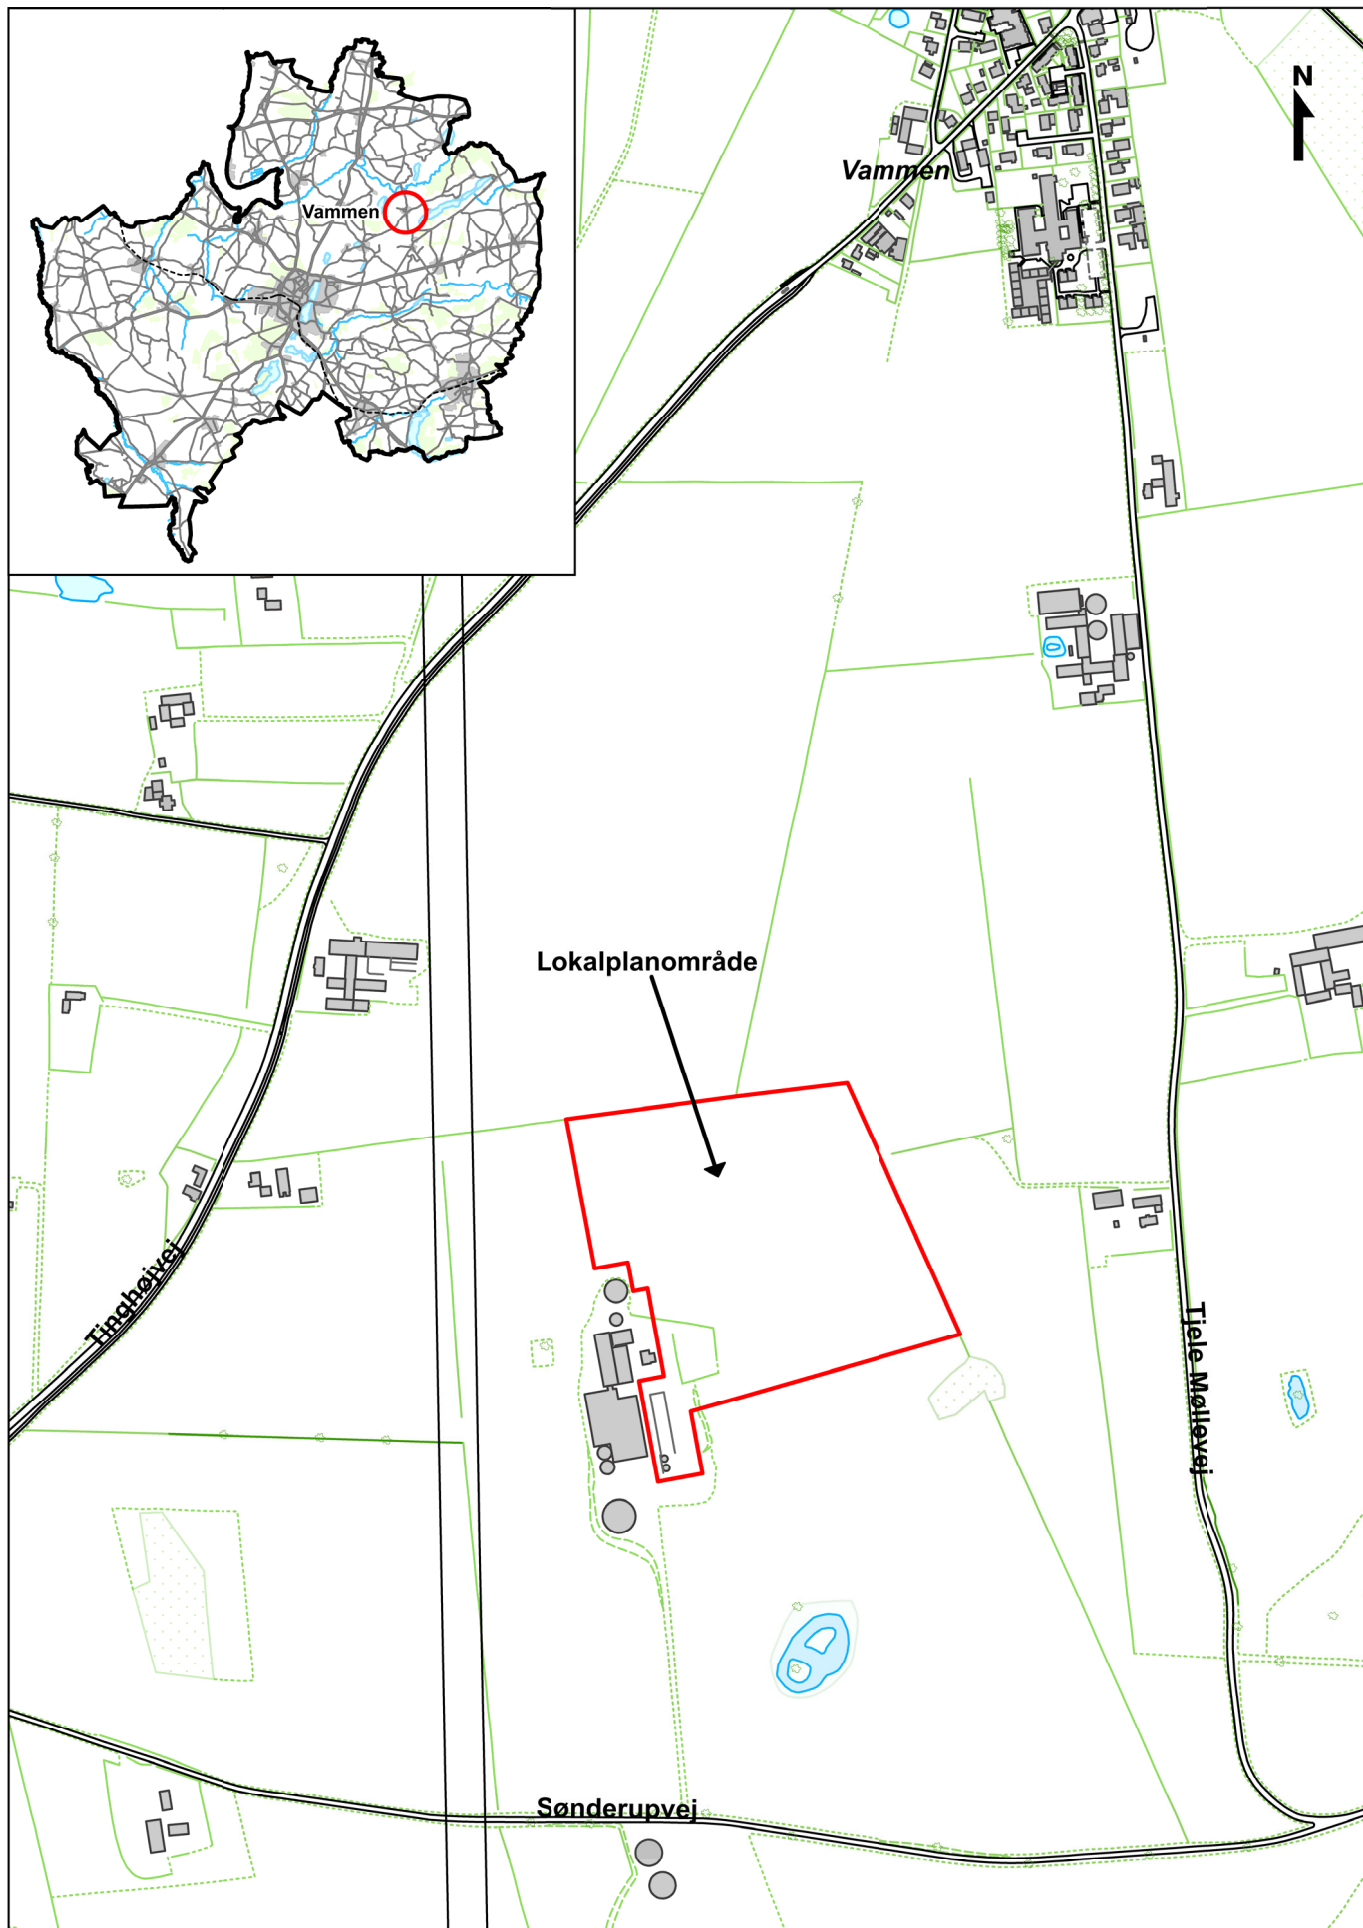 N
Vammen
Vammen
Lokalplanområde
Tinghøjvej
Tjele Møllevej
Sønderupvej